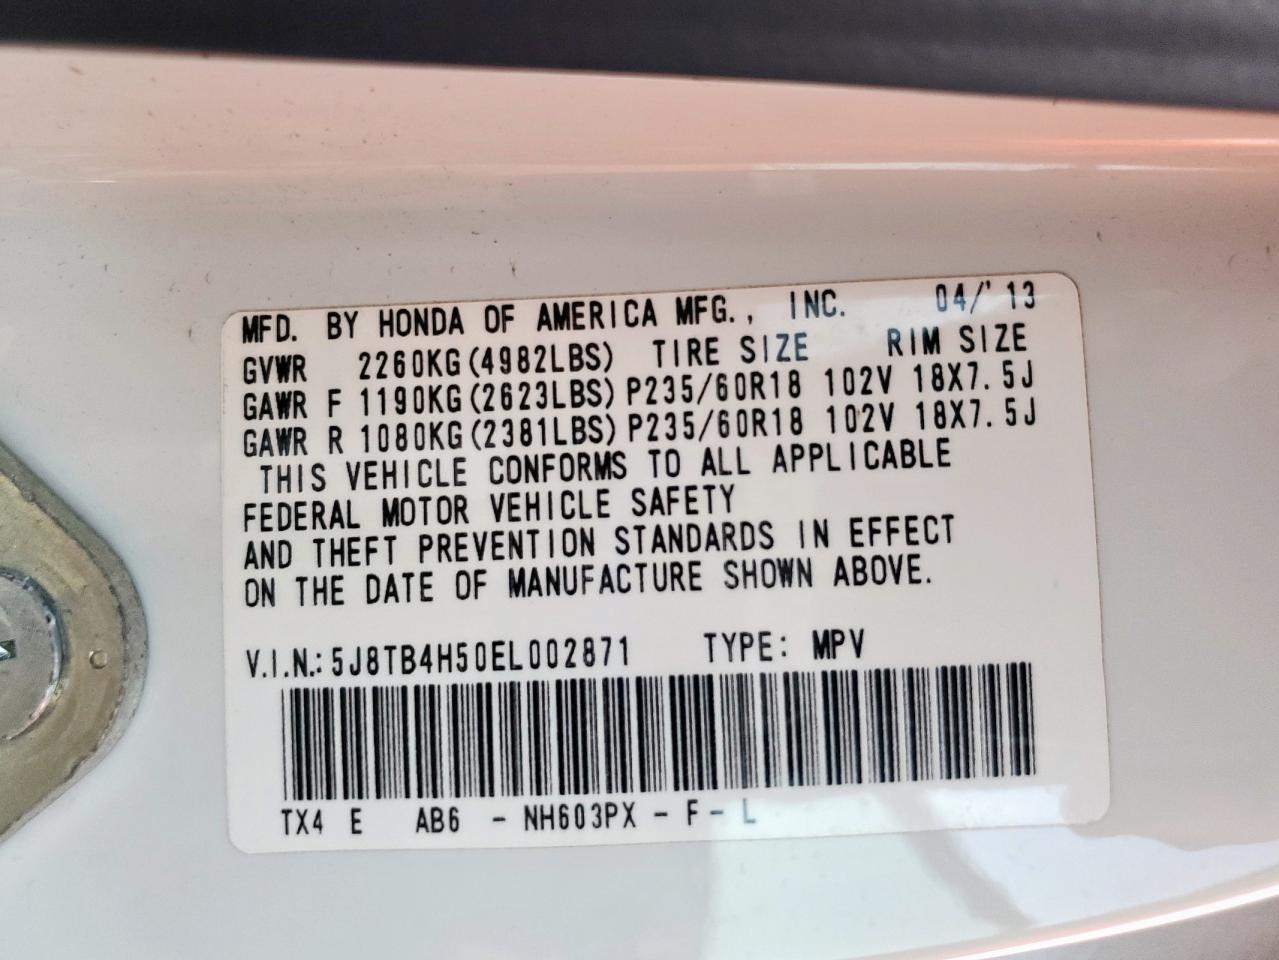 MFD. BY HONDA OF AMERICA MFG., INC. 04/'13
GVWR 2260KG(4982LBS) TIRE SIZE RIM SIZE
GAWR F 1190KG(2623LBS) P235/60R18 102V 18X7.5J
GAWR R 1080KG(2381LBS) P235/60R18 102V 18X7.5J
THIS VEHICLE CONFORMS TO ALL APPLICABLE
FEDERAL MOTOR VEHICLE SAFETY
AND THEFT PREVENTION STANDARDS IN EFFECT
ON THE DATE OF MANUFACTURE SHOWN ABOVE.
V.I.N.: 5J8TB4H50EL002871 TYPE: MPV
TX4 E AB6 - NH603PX - F - L